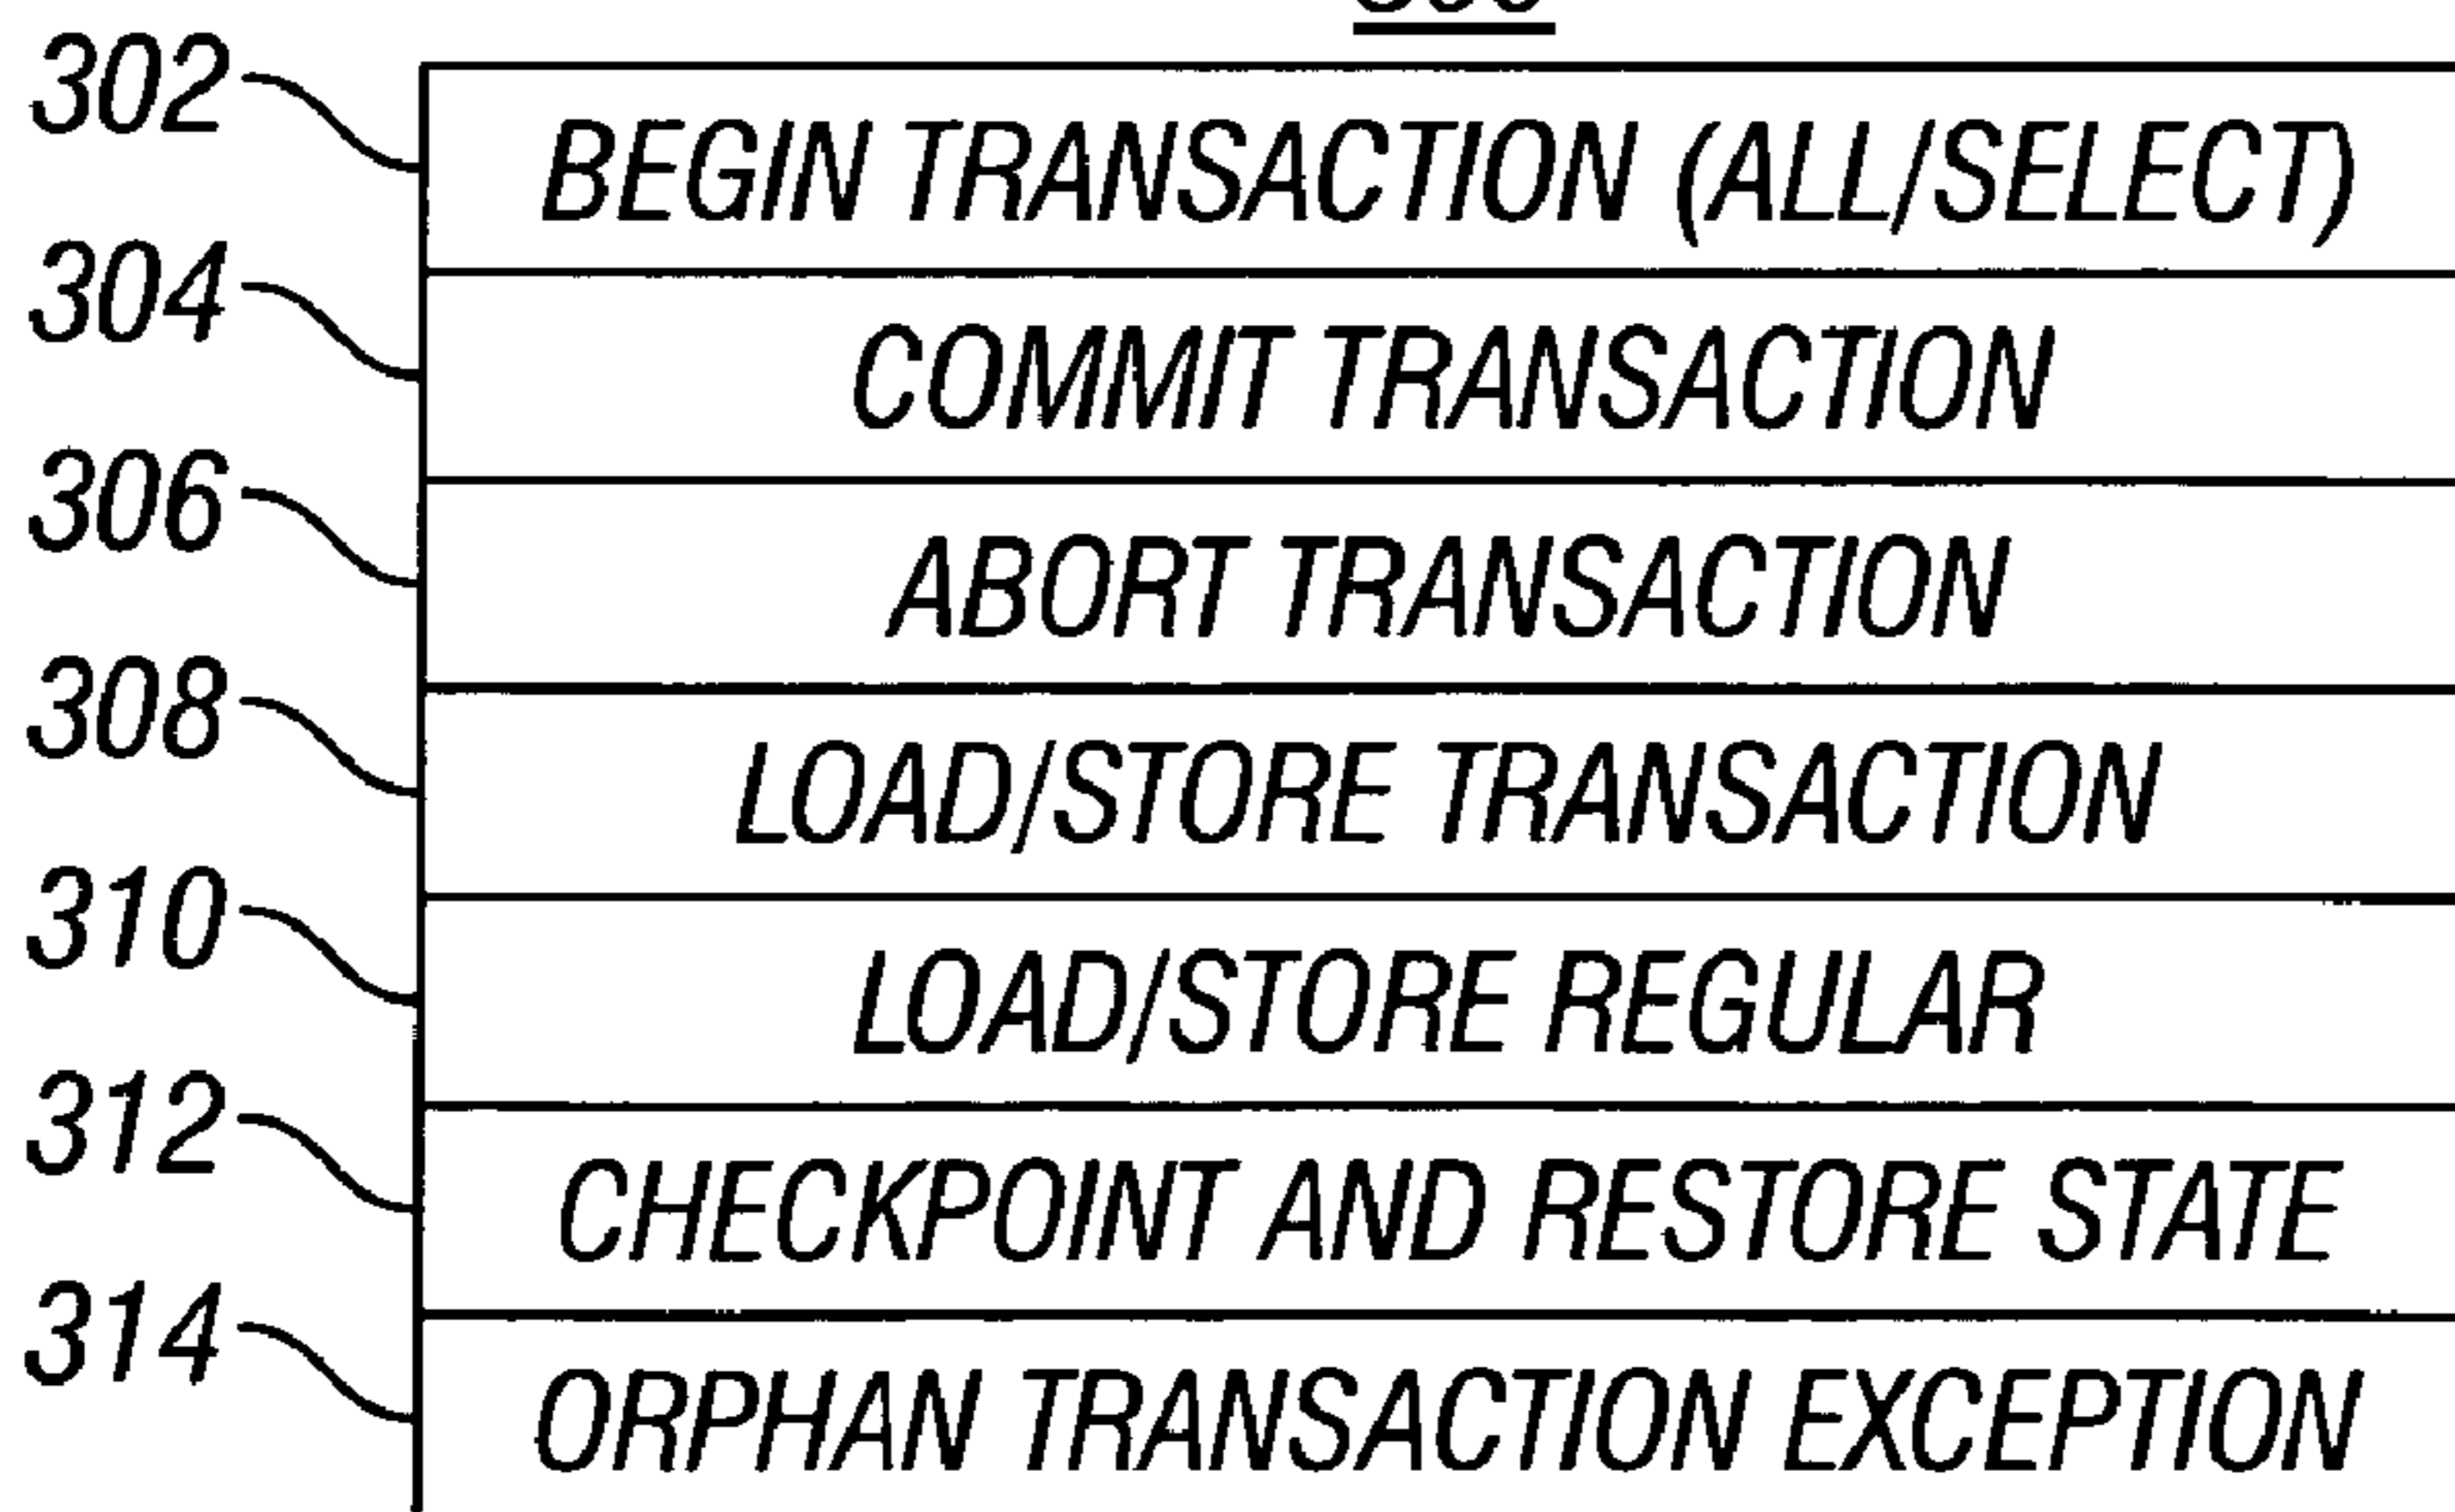 302 BEGIN TRANSACTION (ALL/SELECT)
304 COMMIT TRANSACTION
306 ABORT TRANSACTION
308 LOAD/STORE TRANSACTION
310 LOAD/STORE REGULAR
312 CHECKPOINT AND RESTORE STATE
314 ORPHAN TRANSACTION EXCEPTION